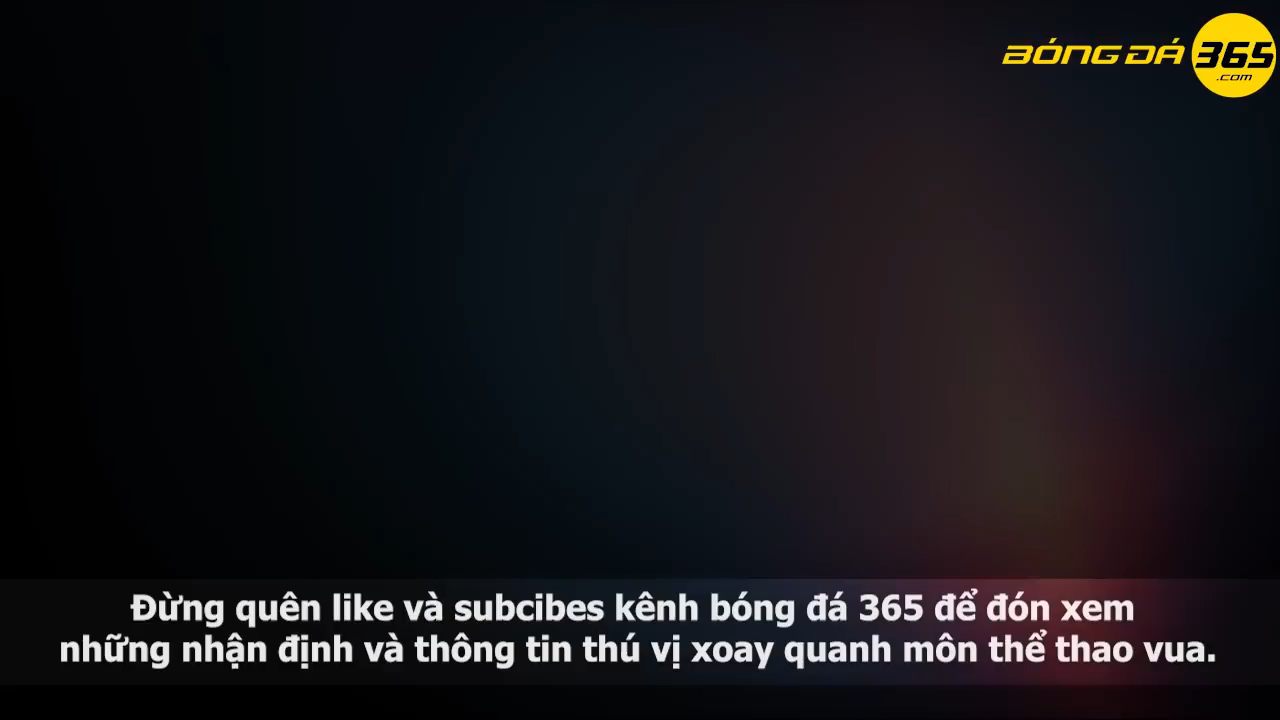 BÓNG ĐÁ 365
.COM
Đừng quên like và subcibes kênh bóng đá 365 để đón xem
những nhận định và thông tin thú vị xoay quanh môn thể thao vua.